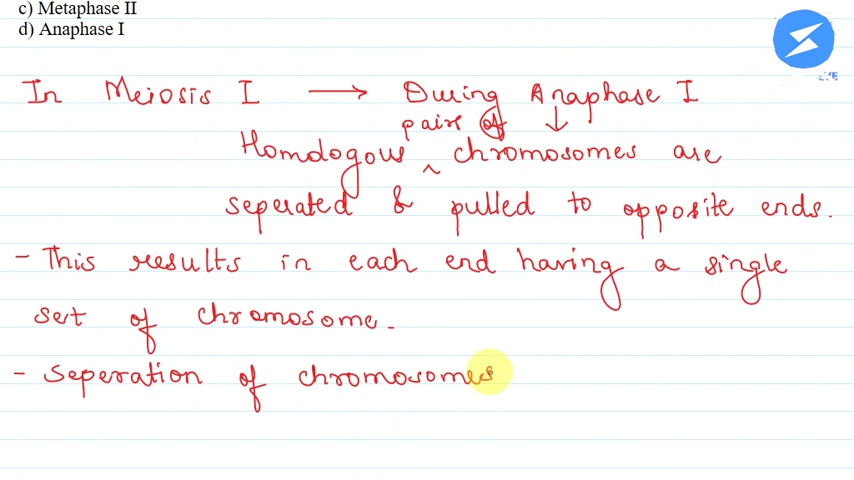 c) Metaphase II
d) Anaphase I
In Meiosis I → During Anaphase I
pairs of ↓
Homologous ^ chromosomes are
seperated & pulled to opposite ends.
- This results in each end having a single
set of chromosome.
- Seperation of chromosomes